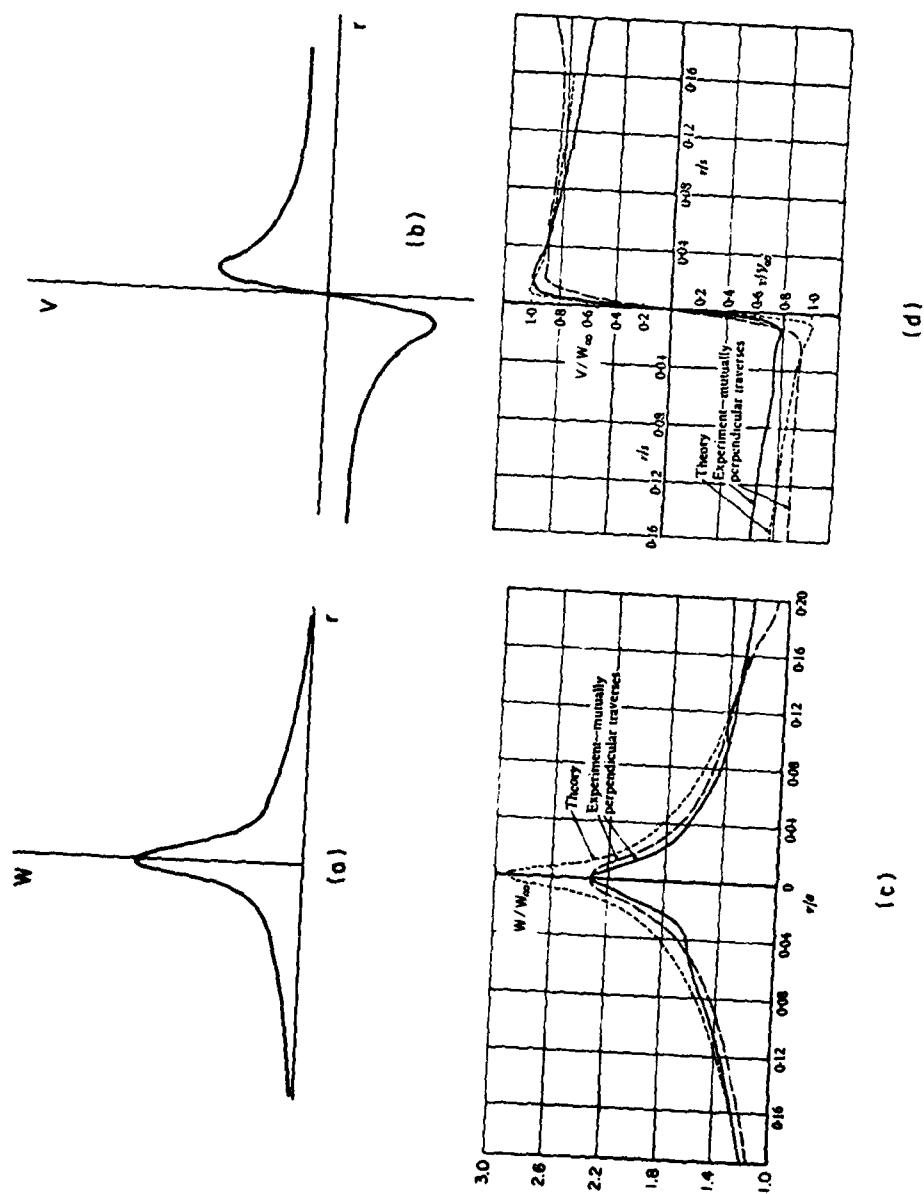 W
r
(a)
V
r
(b)
3.0
2.6
2.2
1.8
1.4
1.0
W/W∞
Theory
Experiment—mutually
perpendicular traverses
0·16
0·12
0·08
0·04
0
0·04
0·08
0·12
0·16
0·20
r/s
(c)
1·0
0·8
0·6
0·4
0·2
V/W∞
0·04
0·08
0·12
0·16
r/s
0·16
0·12
0·08
0·04
r/s
0·2
0·4
0·6
0·8
1·0
Theory
Experiment—mutually
perpendicular traverses
(d)